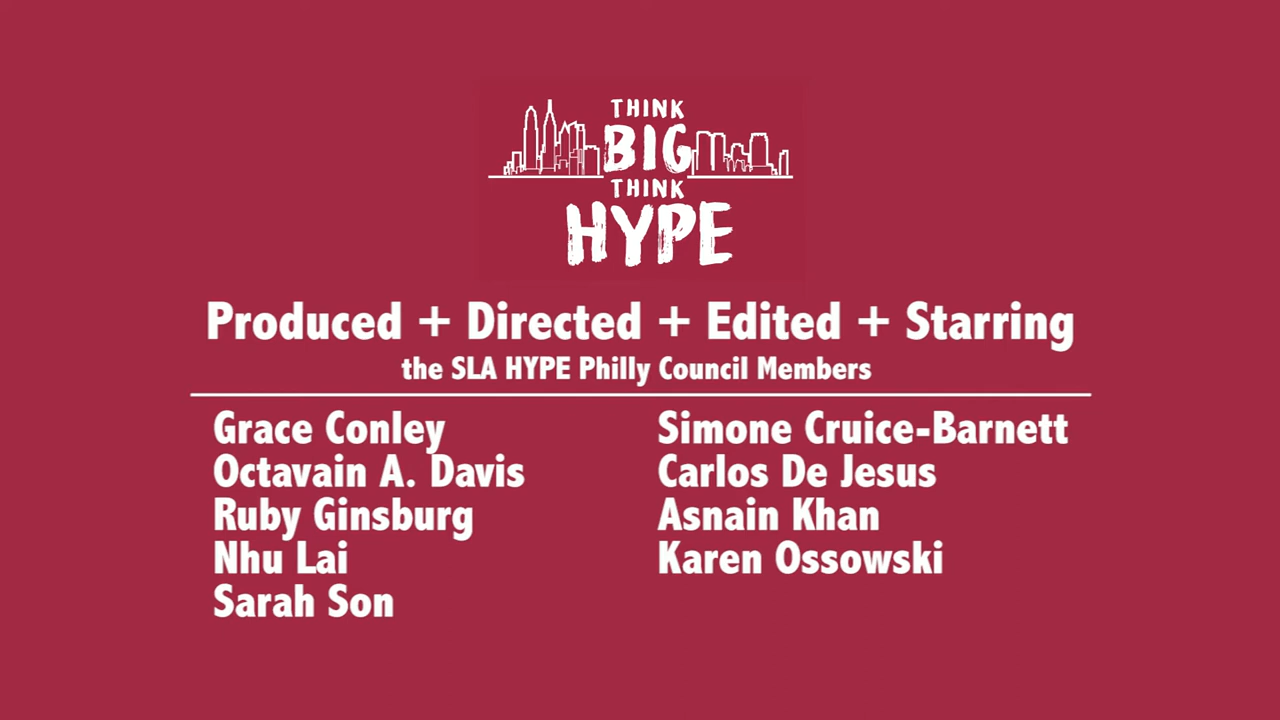 THINK
BIG
THINK
HYPE
Produced + Directed + Edited + Starring
the SLA HYPE Philly Council Members
Grace Conley
Octavain A. Davis
Ruby Ginsburg
Nhu Lai
Sarah Son
Simone Cruice-Barnett
Carlos De Jesus
Asnain Khan
Karen Ossowski